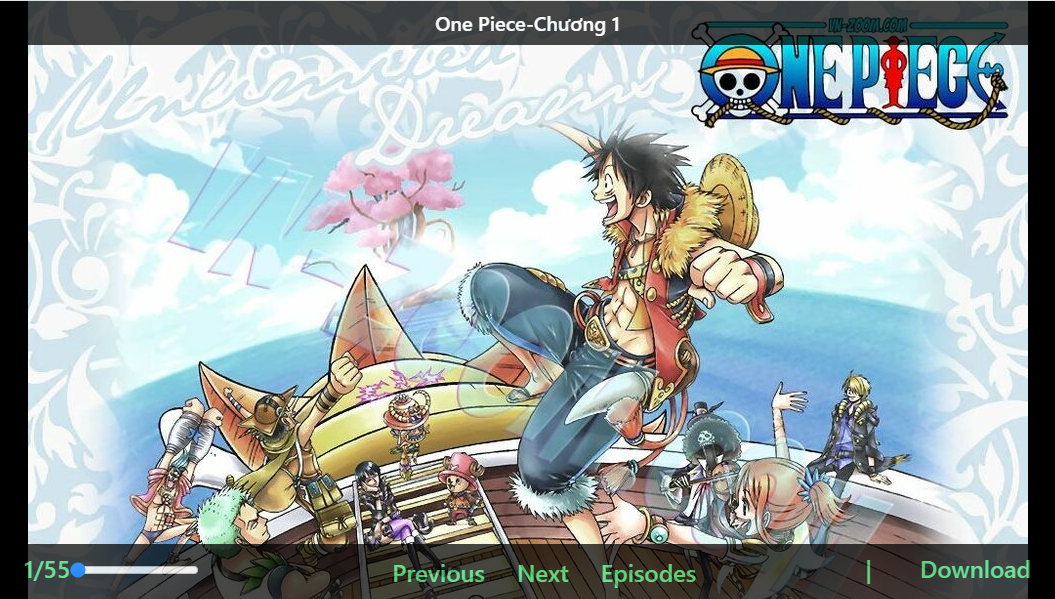 One Piece-Chương 1
VN-ZOOM.COM
ONE PIECE
Dreams
1/55
Previous Next Episodes | Download